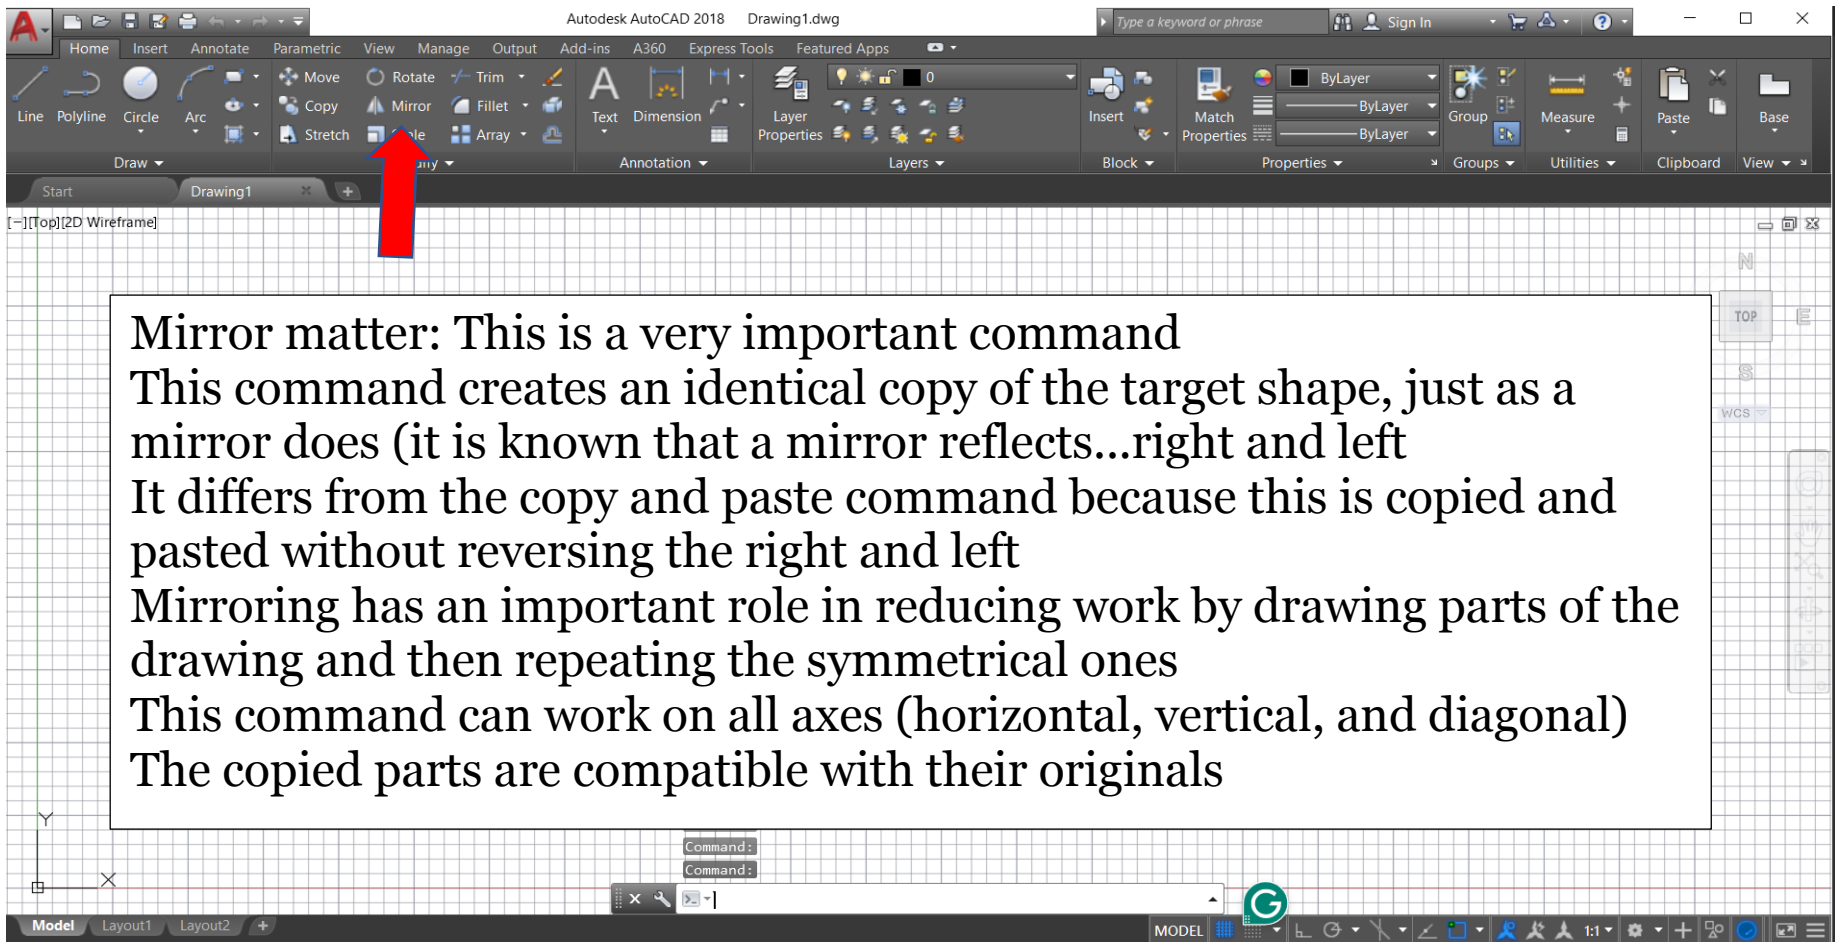 Autodesk AutoCAD 2018 Drawing1.dwg
Type a keyword or phrase
Sign In
Home Insert Annotate Parametric View Manage Output Add-ins A360 Express Tools Featured Apps
Move Rotate Trim
Copy Mirror Fillet
Stretch Array
Line Polyline Circle Arc
Text Dimension
Layer Properties
0
Insert
Match Properties
ByLayer
ByLayer
ByLayer
Group
Measure
Paste
Base
Draw Annotation Layers Block Properties Groups Utilities Clipboard View
Start Drawing1
[−][Top][2D Wireframe]
N
TOP E
S
WCS
Mirror matter: This is a very important command
This command creates an identical copy of the target shape, just as a
mirror does (it is known that a mirror reflects...right and left
It differs from the copy and paste command because this is copied and
pasted without reversing the right and left
Mirroring has an important role in reducing work by drawing parts of the
drawing and then repeating the symmetrical ones
This command can work on all axes (horizontal, vertical, and diagonal)
The copied parts are compatible with their originals
Y
X
Command:
Command:
Model Layout1 Layout2
MODEL
1:1